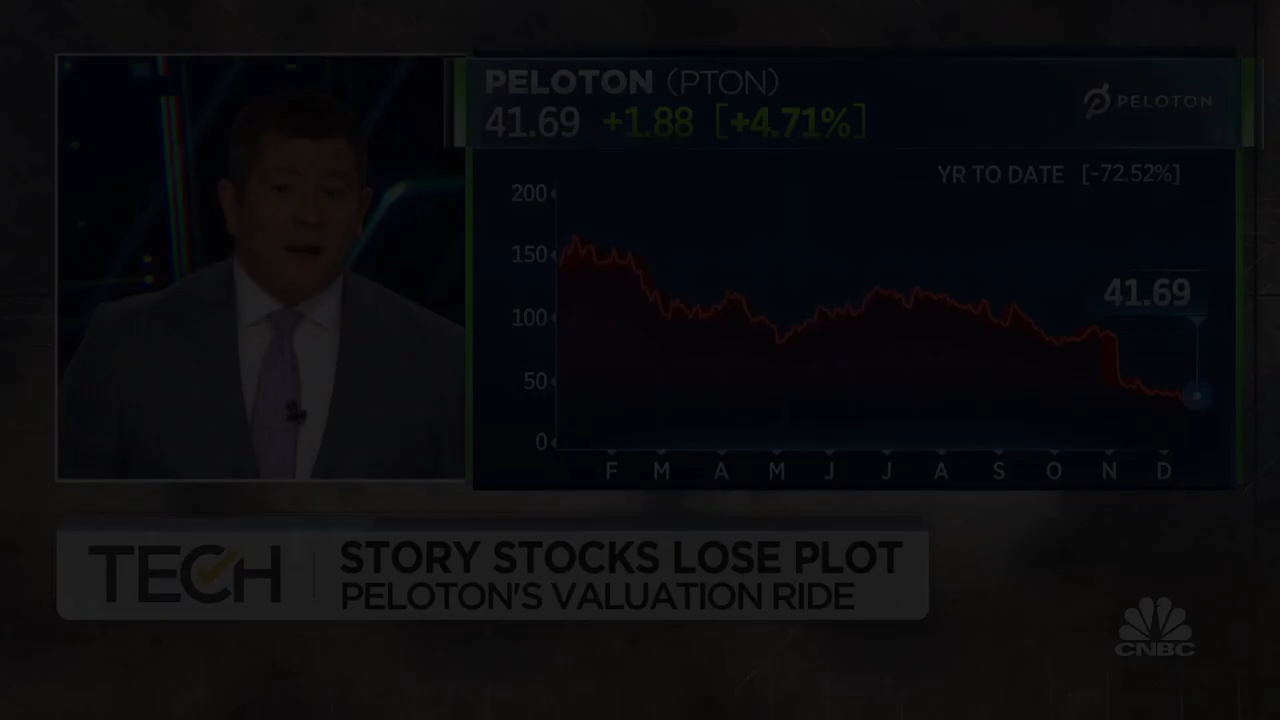 PELOTON (PTON)
41.69 +1.88 [+4.71%]
PELOTON
YR TO DATE [-72.52%]
200
150
100
50
0
41.69
F M A M J J A S O N D
TECH
STORY STOCKS LOSE PLOT
PELOTON'S VALUATION RIDE
CNBC